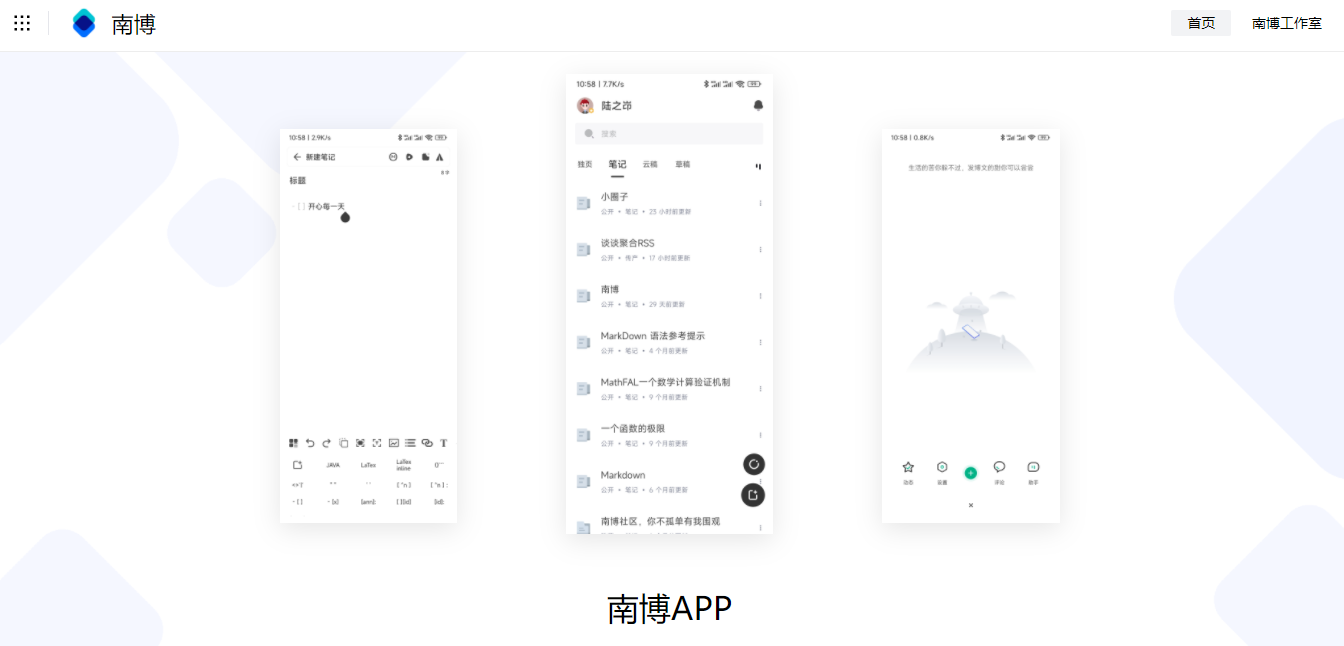 南博
首页
南博工作室
10:58 | 2.9K/s
新建笔记
标题
- [ ] 开心每一天
JAVA
LaTex
LaTex inline
<>T
[^n]
[^n]:
- [ ]
- [x]
10:58 | 7.7K/s
搜索
独页
笔记
云稿
草稿
小圈子
公开 • 笔记 • 23 小时前更新
谈谈聚合RSS
公开 • 传产 • 17 小时前更新
南博
公开 • 笔记 • 29 天前更新
MarkDown 语法参考提示
公开 • 笔记 • 4 个月前更新
MathFAL一个数学计算验证机制
公开 • 笔记 • 9 个月前更新
一个函数的极限
公开 • 笔记 • 9 个月前更新
Markdown
公开 • 笔记 • 6 个月前更新
南博社区，你不孤单有我围观
10:58 | 0.8K/s
生活的苦你躲不过，发博文的甜你可以尝尝
动态
评论
助手
南博APP